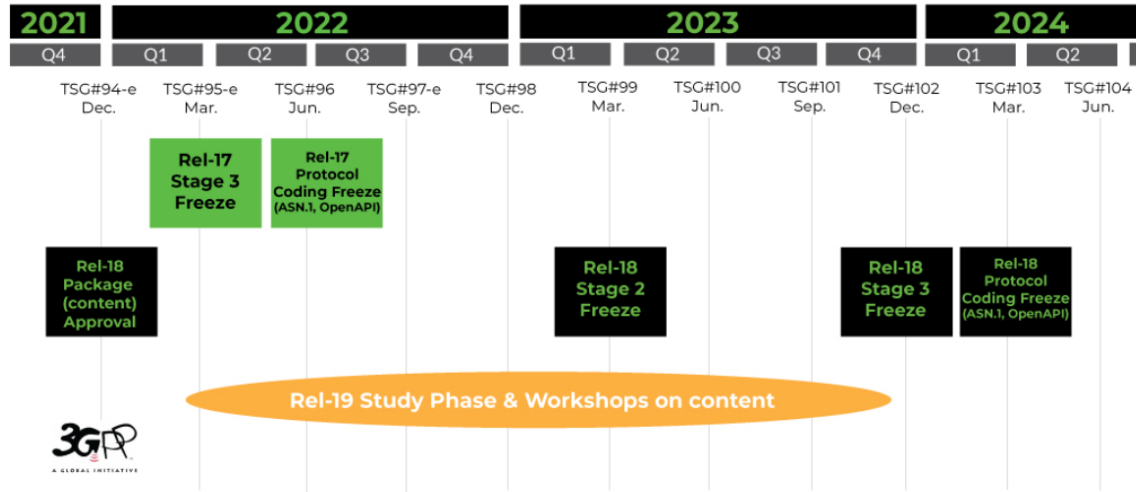 2021 2022 2023 2024
Q4 Q1 Q2 Q3 Q4 Q1 Q2 Q3 Q4 Q1 Q2
TSG#94-e TSG#95-e TSG#96 TSG#97-e TSG#98 TSG#99 TSG#100 TSG#101 TSG#102 TSG#103 TSG#104
Dec. Mar. Jun. Sep. Dec. Mar. Jun. Sep. Dec. Mar. Jun.
Rel-17
Stage 3
Freeze
Rel-17
Protocol
Coding Freeze
(ASN.1, OpenAPI)
Rel-18
Package
(content)
Approval
Rel-18
Stage 2
Freeze
Rel-18
Stage 3
Freeze
Rel-18
Protocol
Coding Freeze
(ASN.1, OpenAPI)
Rel-19 Study Phase & Workshops on content
3GPP
A GLOBAL INITIATIVE